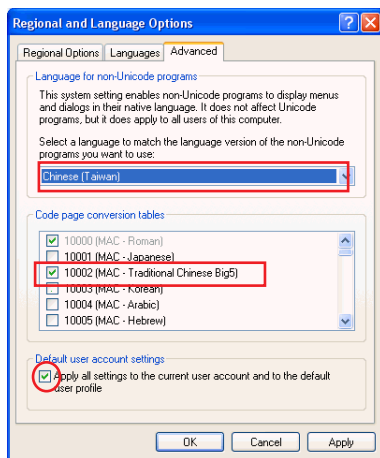 Regional and Language Options
Regional Options Languages Advanced
Language for non-Unicode programs
This system setting enables non-Unicode programs to display menus
and dialogs in their native language. It does not affect Unicode
programs, but it does apply to all users of this computer.
Select a language to match the language version of the non-Unicode
programs you want to use:
Chinese (Taiwan)
Code page conversion tables
10000 (MAC - Roman)
10001 (MAC - Japanese)
10002 (MAC - Traditional Chinese Big5)
10003 (MAC - Korean)
10004 (MAC - Arabic)
10005 (MAC - Hebrew)
Default user account settings
Apply all settings to the current user account and to the default
user profile
OK Cancel Apply